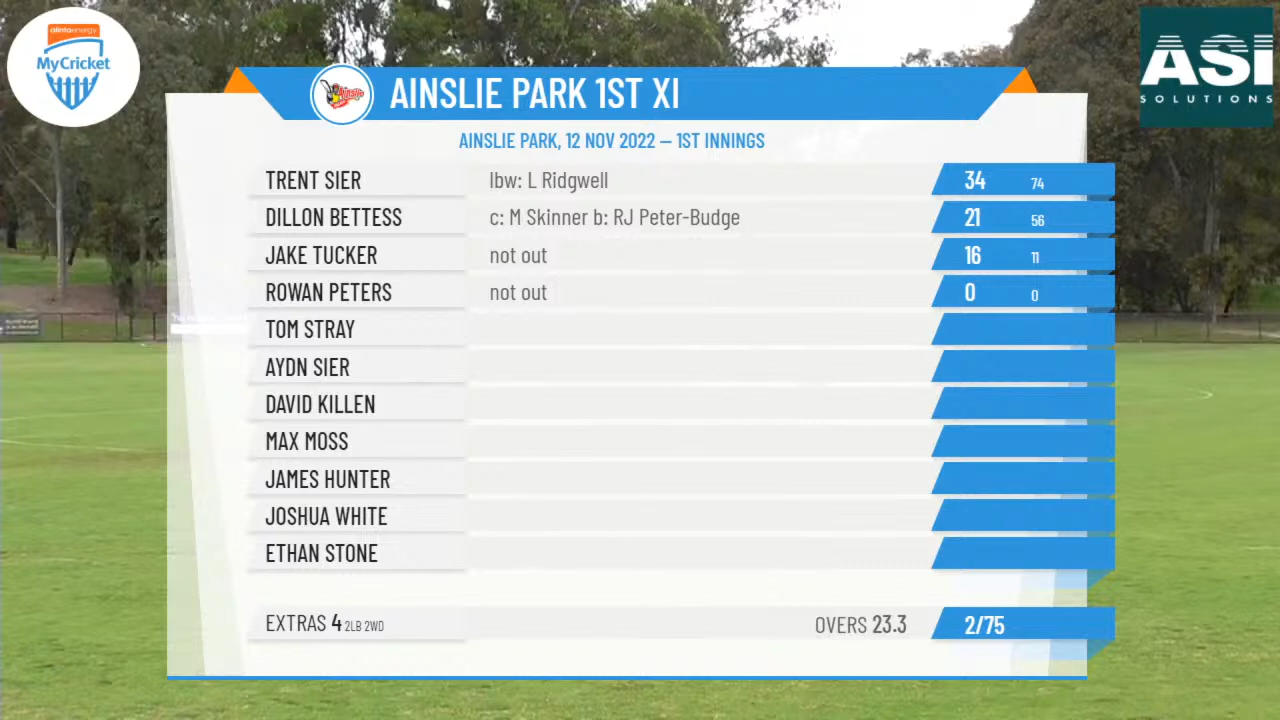 alintaenergy
MyCricket
ASI
SOLUTIONS
AINSLIE PARK 1ST XI
AINSLIE PARK, 12 NOV 2022 – 1ST INNINGS
TRENT SIER lbw: L Ridgwell 34 74
DILLON BETTESS c: M Skinner b: RJ Peter-Budge 21 56
JAKE TUCKER not out 16 11
ROWAN PETERS not out 0 0
TOM STRAY
AYDN SIER
DAVID KILLEN
MAX MOSS
JAMES HUNTER
JOSHUA WHITE
ETHAN STONE
EXTRAS 4 2LB 2WD OVERS 23.3 2/75